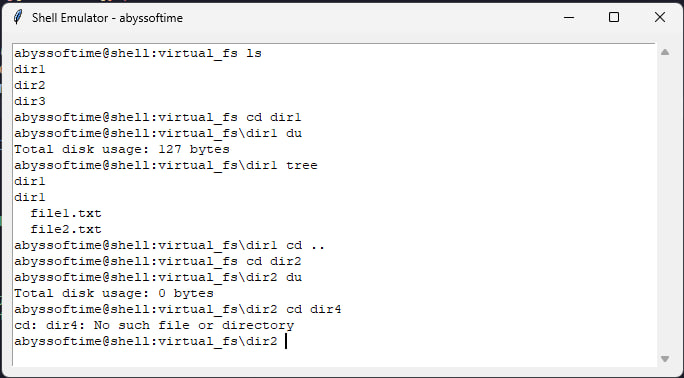 Shell Emulator - abyssoftime
abyssoftime@shell:virtual_fs ls
dir1
dir2
dir3
abyssoftime@shell:virtual_fs cd dir1
abyssoftime@shell:virtual_fs\dir1 du
Total disk usage: 127 bytes
abyssoftime@shell:virtual_fs\dir1 tree
dir1
dir1
  file1.txt
  file2.txt
abyssoftime@shell:virtual_fs\dir1 cd ..
abyssoftime@shell:virtual_fs cd dir2
abyssoftime@shell:virtual_fs\dir2 du
Total disk usage: 0 bytes
abyssoftime@shell:virtual_fs\dir2 cd dir4
cd: dir4: No such file or directory
abyssoftime@shell:virtual_fs\dir2